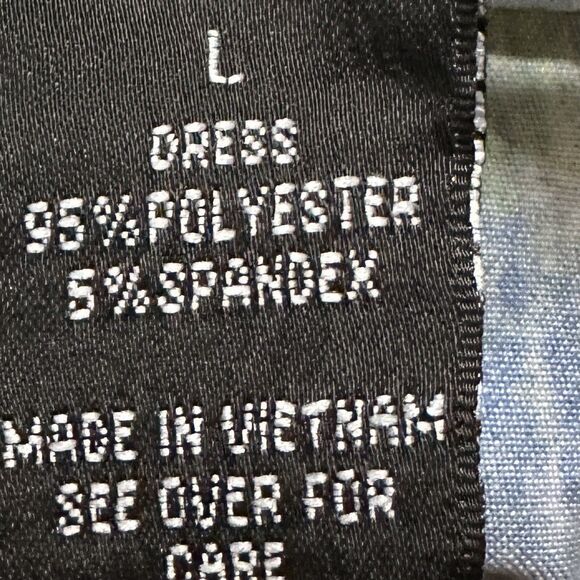 L
DRESS
95%POLYESTER
5%SPANDEX
MADE IN VIETNAM
SEE OVER FOR
CARE